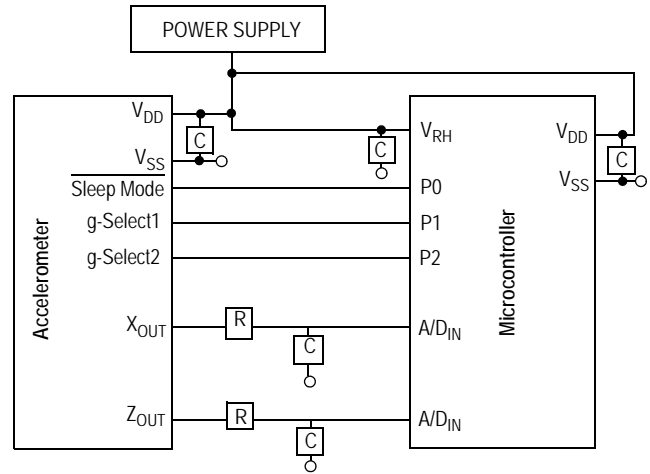 POWER SUPPLY
Accelerometer
V_DD
C
V_SS
Sleep Mode
g-Select1
g-Select2
X_OUT
R
C
Z_OUT
R
C
C
V_RH
P0
P1
P2
A/D_IN
A/D_IN
Microcontroller
V_DD
C
V_SS